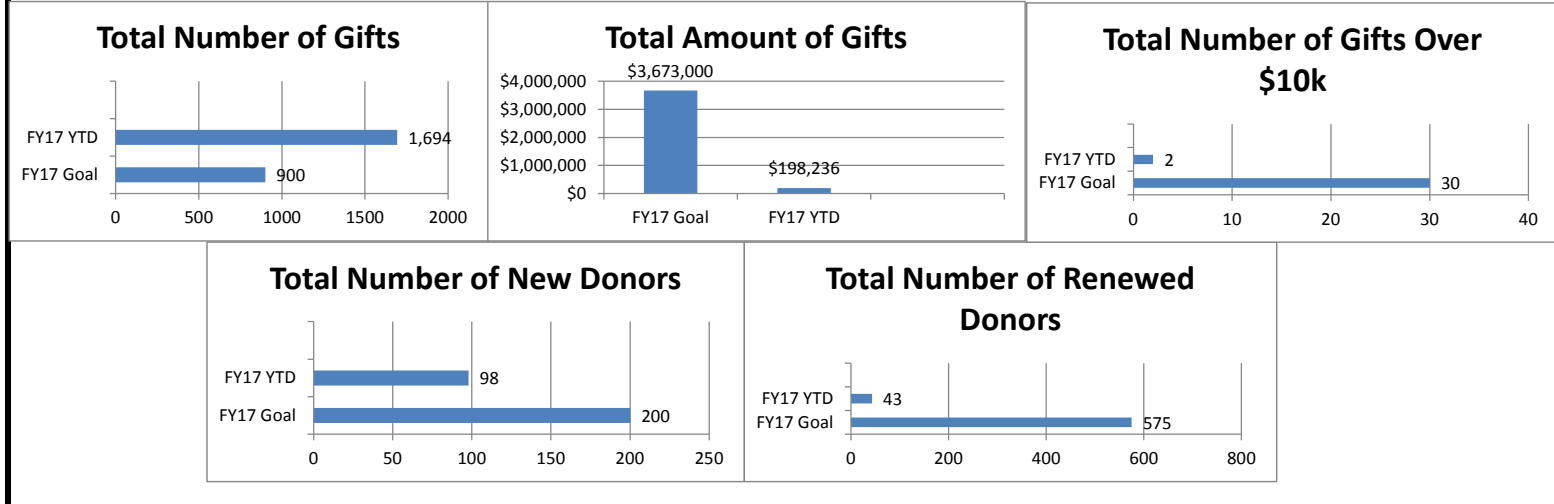 Total Number of Gifts
FY17 YTD
1,694
FY17 Goal
900
0 500 1000 1500 2000
Total Amount of Gifts
$3,673,000
$4,000,000
$3,000,000
$2,000,000
$1,000,000
$198,236
$0
FY17 Goal FY17 YTD
Total Number of Gifts Over
$10k
FY17 YTD
2
FY17 Goal
30
0 10 20 30 40
Total Number of New Donors
FY17 YTD
98
FY17 Goal
200
0 50 100 150 200 250
Total Number of Renewed
Donors
FY17 YTD
43
FY17 Goal
575
0 200 400 600 800